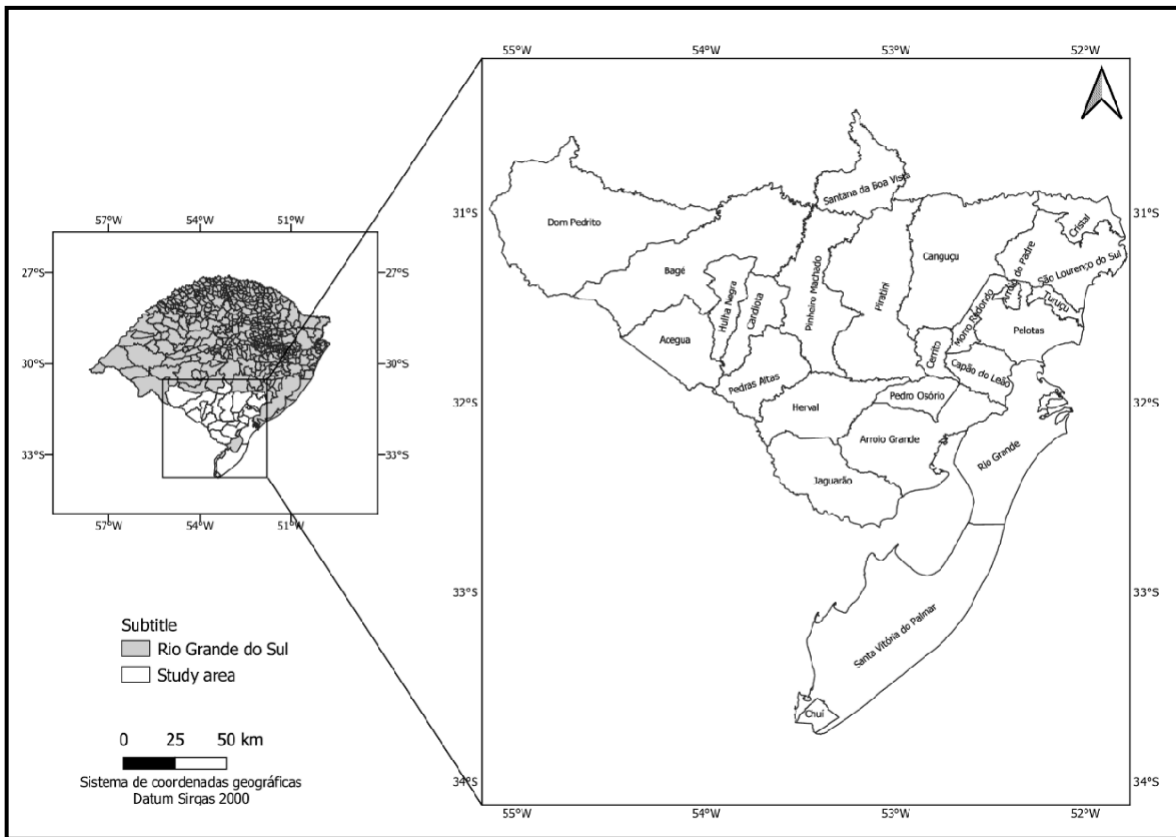 57°W
54°W
51°W
27°S
27°S
30°S
30°S
33°S
33°S
57°W
54°W
51°W
Subtitle
Rio Grande do Sul
Study area
0 25 50 km
Sistema de coordenadas geográficas
Datum Sirgas 2000
55°W
54°W
53°W
52°W
31°S
31°S
32°S
32°S
33°S
33°S
34°S
34°S
55°W
54°W
53°W
52°W
Santana da Boa Vista
Dom Pedrito
Cristal
Bagé
Canguçu
Arroio do Padre
São Lourenço do Sul
Hulha Negra
Candiota
Pinheiro Machado
Piratini
Morro Redondo
Turuçu
Acegua
Pelotas
Cerrito
Capão do Leão
Pedras Altas
Pedro Osório
Herval
Arroio Grande
Rio Grande
Jaguarão
Santa Vitória do Palmar
Chuí